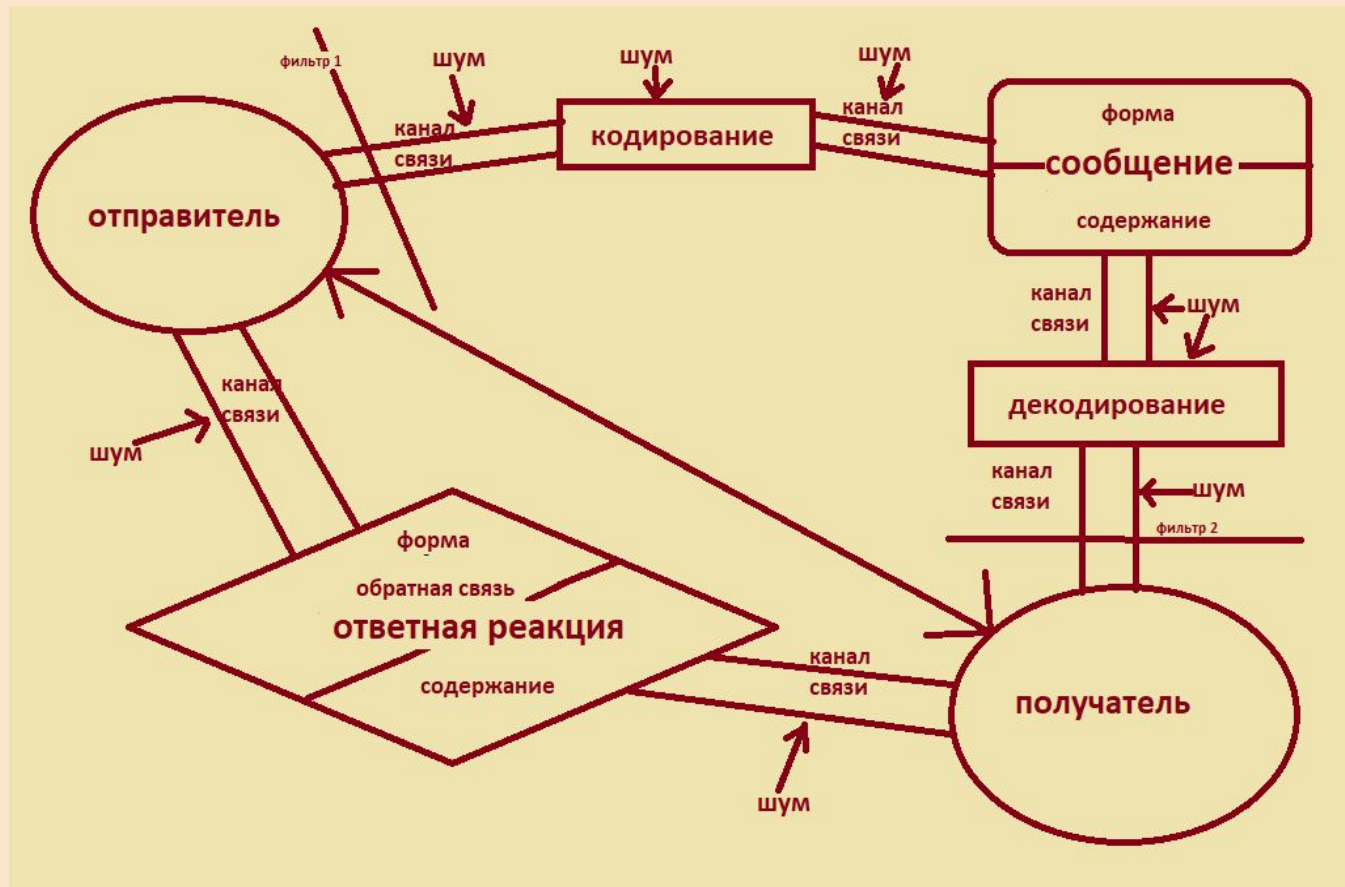 фильтр 1
шум
шум
шум
канал
связи
кодирование
канал
связи
форма
сообщение
содержание
отправитель
канал
связи
шум
декодирование
канал
связи
шум
фильтр 2
канал
связи
шум
форма
обратная связь
ответная реакция
содержание
канал
связи
шум
получатель